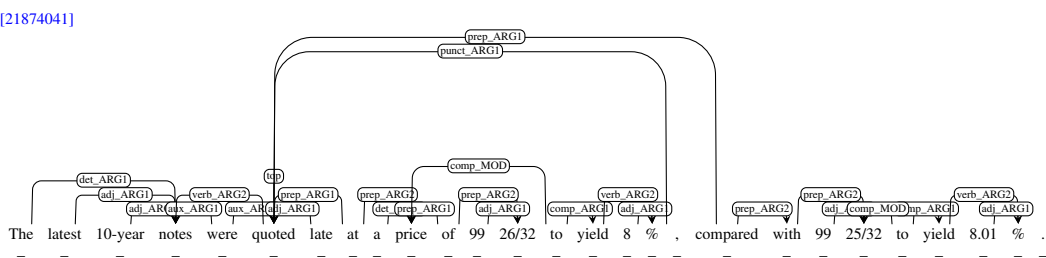 [21874041]
prep_ARG1
punct_ARG1
comp_MOD
top
det_ARG1
adj_ARG1 verb_ARG2 prep_ARG1 prep_ARG2 prep_ARG2 verb_ARG2 prep_ARG2 verb_ARG2
aux_ARG1 adj_ARG1 prep_ARG1 adj_ARG1 comp_ARG1 adj_ARG1 prep_ARG2 comp_MOD adj_ARG1
The latest 10-year notes were quoted late at a price of 99 26/32 to yield 8 % , compared with 99 25/32 to yield 8.01 % .
_ _ _ _ _ _ _ _ _ _ _ _ _ _ _ _ _ _ _ _ _ _ _ _ _ _ _